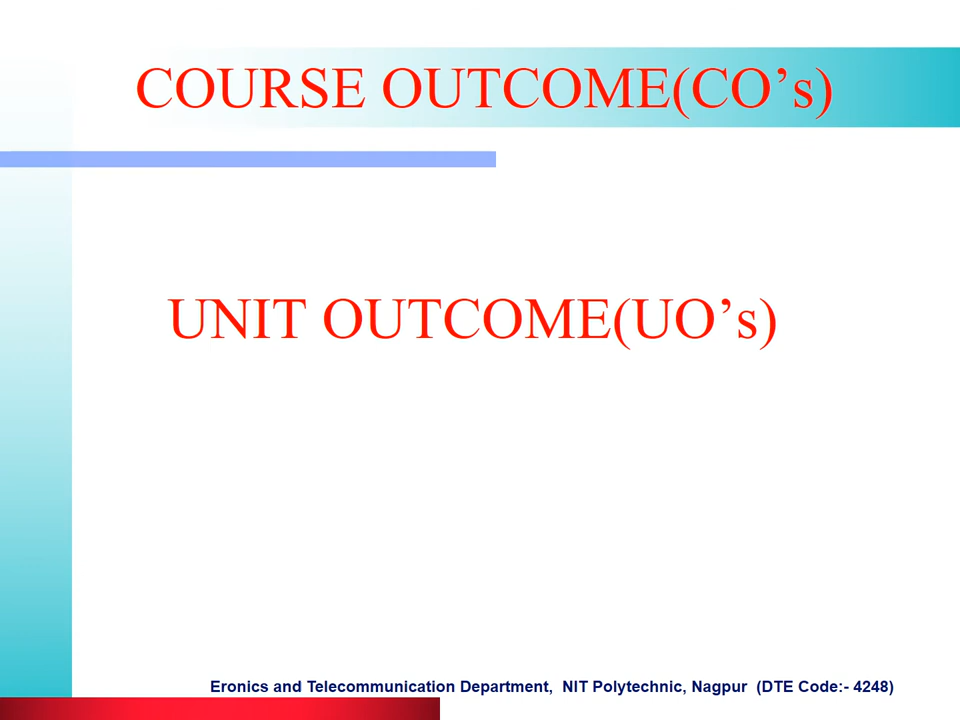 COURSE OUTCOME(CO’s)
UNIT OUTCOME(UO’s)
Eronics and Telecommunication Department, NIT Polytechnic, Nagpur (DTE Code:- 4248)